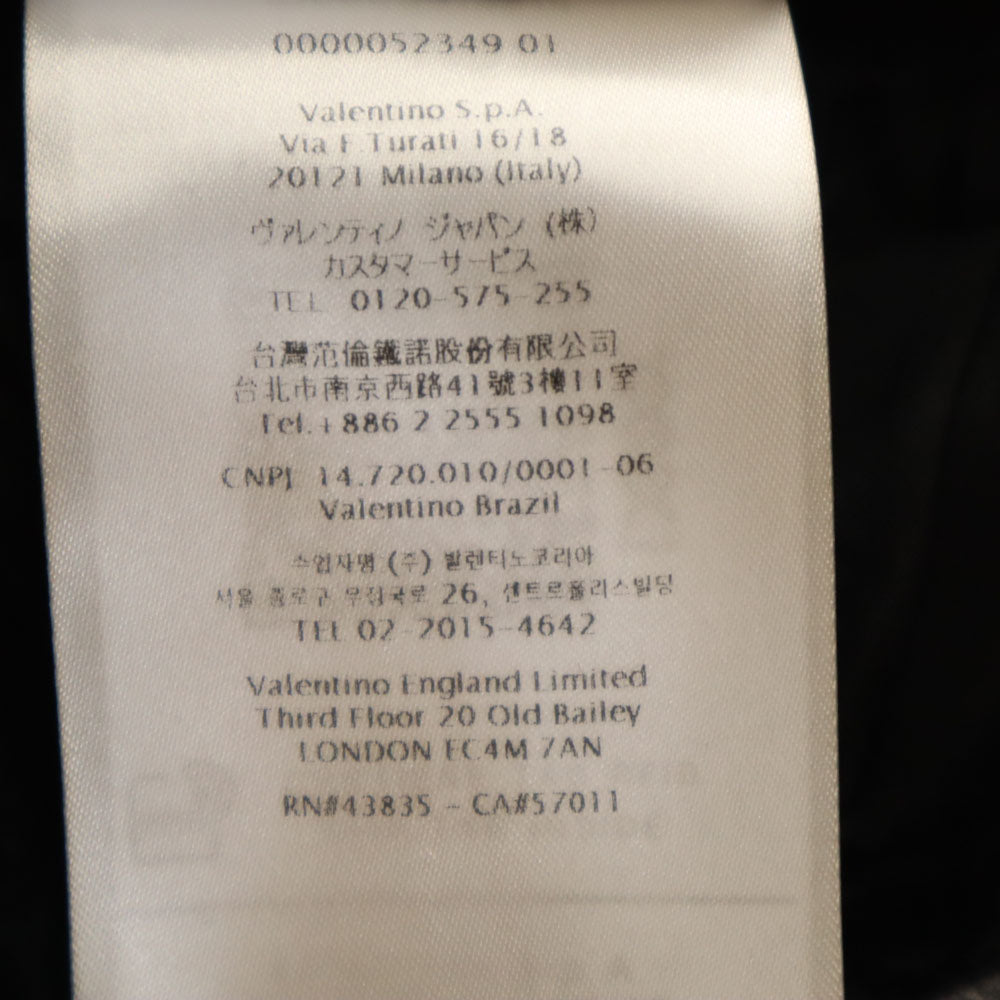 0000052349 01
Valentino S.p.A.
Via F.Turati 16/18
20121 Milano (Italy)
ヴァレンティノ ジャパン (株)
カスタマーサービス
TEL 0120-575-255
台灣范倫鐵諾股份有限公司
台北市南京西路41號3樓11室
Tel.+886 2 2555 1098
CNPJ 14.720.010/0001-06
Valentino Brazil
수입자명 (주) 발렌티노코리아
서울 종로구 우정국로 26, 센트로폴리스빌딩
TEL 02-2015-4642
Valentino England Limited
Third Floor 20 Old Bailey
LONDON EC4M 7AN
RN#43835 - CA#57011